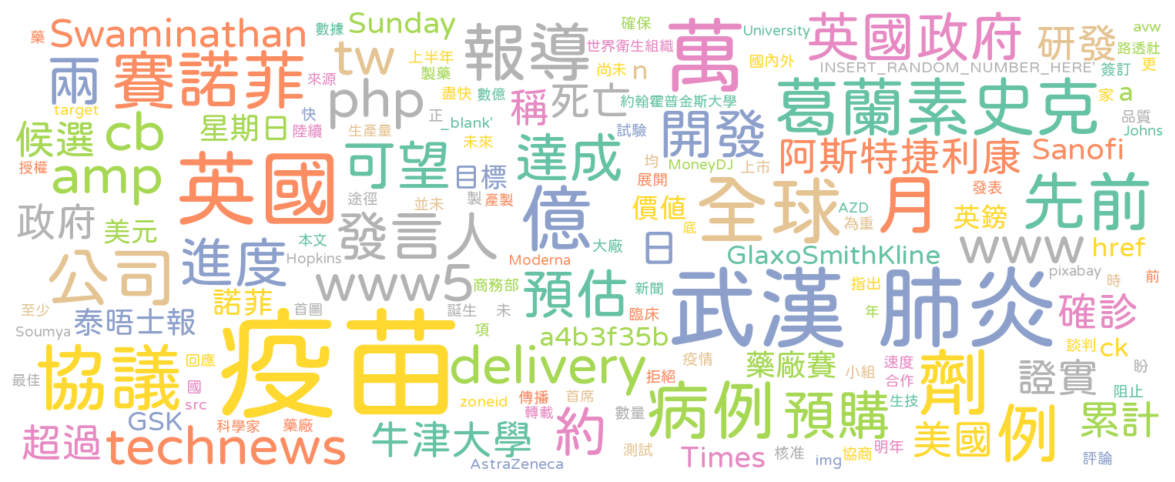 藥 Swaminathan 數據 Sunday 報導 確保 萬 University 英國政府 研發 avw
兩 賽諾菲 來源 tw 上半年 製藥 世界衛生組織 尚未 n 國內外 INSERT_RANDOM_NUMBER_HERE' 路透社 簽訂 更
target 快 php 盡快 數億 稱 死亡 約翰霍普金斯大學 葛蘭素史克 家 a 品質
候選 cb 星期日 陸續 正 _blank' 試驗 開發 Johns
授權 amp 生產量 可望 未來 達成 均 MoneyDJ 上市 阿斯特捷利康 Sanofi
英國 途徑 目標 並未 製 產製 展開 價值 全球 月 發表 先前
政府 美元 本文 發言人 億 大廠 底 日 AZD 為重 英鎊
公司 進度 Hopkins www5 Moderna GlaxoSmithKline www href
至少 諾菲 首圖 商務部 預估 新聞 武漢 肺炎 pixabay 指出 時 前
Soumya 泰晤士報 誕生 未 臨床 年 確診
疫苗 項 a4b3f35b
最佳 協議 回應 delivery 疫情 藥廠賽 小組 速度 合作 劑 談判 ck
國 src zoneid 傳播 首席 拒絕 生技 證實 盼 阻止
GSK 科學家 藥廠 轉載 數量 病例 預購 累計
超過 technews 牛津大學 約 測試 Times 核准 img 協商 明年 美國 例 評論
AstraZeneca